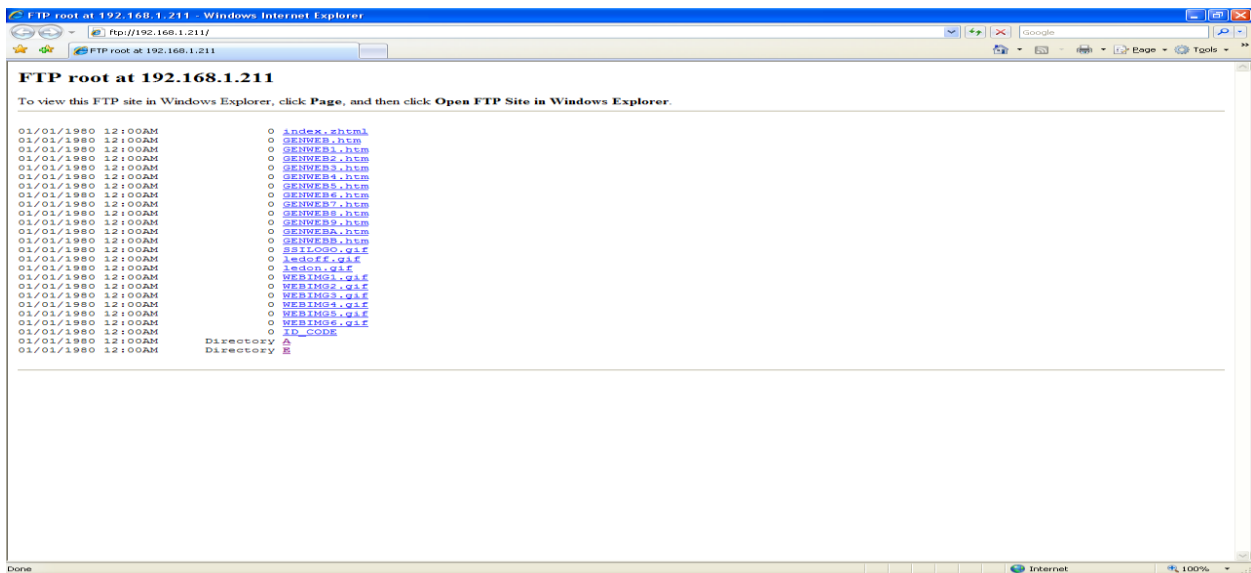 FTP root at 192.168.1.211 - Windows Internet Explorer
ftp://192.168.1.211/
Google
FTP root at 192.168.1.211
Page Tools
FTP root at 192.168.1.211
To view this FTP site in Windows Explorer, click Page, and then click Open FTP Site in Windows Explorer.
01/01/1980 12:00AM 0 index.zhtml
01/01/1980 12:00AM 0 GENWEB.htm
01/01/1980 12:00AM 0 GENWEB1.htm
01/01/1980 12:00AM 0 GENWEB2.htm
01/01/1980 12:00AM 0 GENWEB3.htm
01/01/1980 12:00AM 0 GENWEB4.htm
01/01/1980 12:00AM 0 GENWEB5.htm
01/01/1980 12:00AM 0 GENWEB6.htm
01/01/1980 12:00AM 0 GENWEB7.htm
01/01/1980 12:00AM 0 GENWEB8.htm
01/01/1980 12:00AM 0 GENWEB9.htm
01/01/1980 12:00AM 0 GENWEBA.htm
01/01/1980 12:00AM 0 GENWEBB.htm
01/01/1980 12:00AM 0 SSILOGO.gif
01/01/1980 12:00AM 0 ledoff.gif
01/01/1980 12:00AM 0 ledon.gif
01/01/1980 12:00AM 0 WEBIMG1.gif
01/01/1980 12:00AM 0 WEBIMG2.gif
01/01/1980 12:00AM 0 WEBIMG3.gif
01/01/1980 12:00AM 0 WEBIMG4.gif
01/01/1980 12:00AM 0 WEBIMG5.gif
01/01/1980 12:00AM 0 WEBIMG6.gif
01/01/1980 12:00AM 0 ID_CODE
01/01/1980 12:00AM Directory A
01/01/1980 12:00AM Directory E
Done Internet 100%